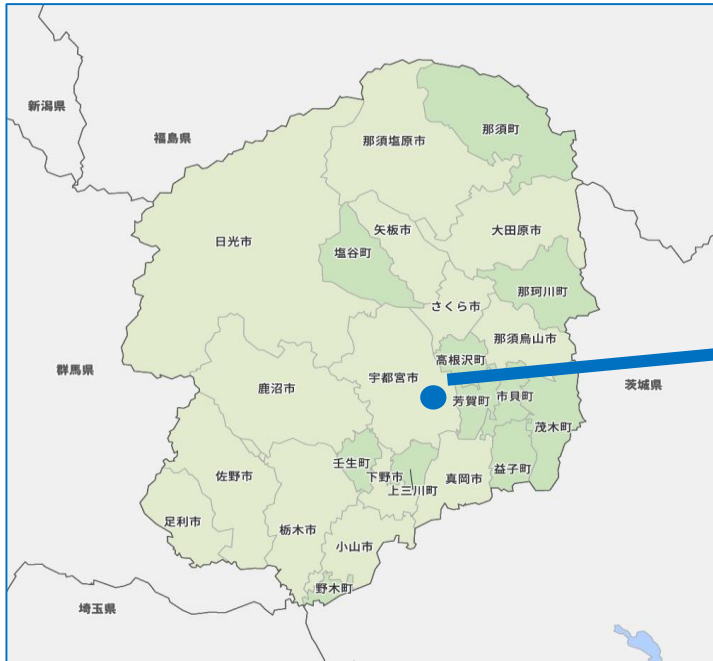 新潟県
福島県
那須町
那須塩原市
日光市
矢板市
大田原市
塩谷町
那珂川町
さくら市
那須烏山市
高根沢町
群馬県
宇都宮市
鹿沼市
茨城県
芳賀町
市貝町
茂木町
壬生町
下野市
上三川町
真岡市
益子町
佐野市
足利市
栃木市
小山市
野木町
埼玉県